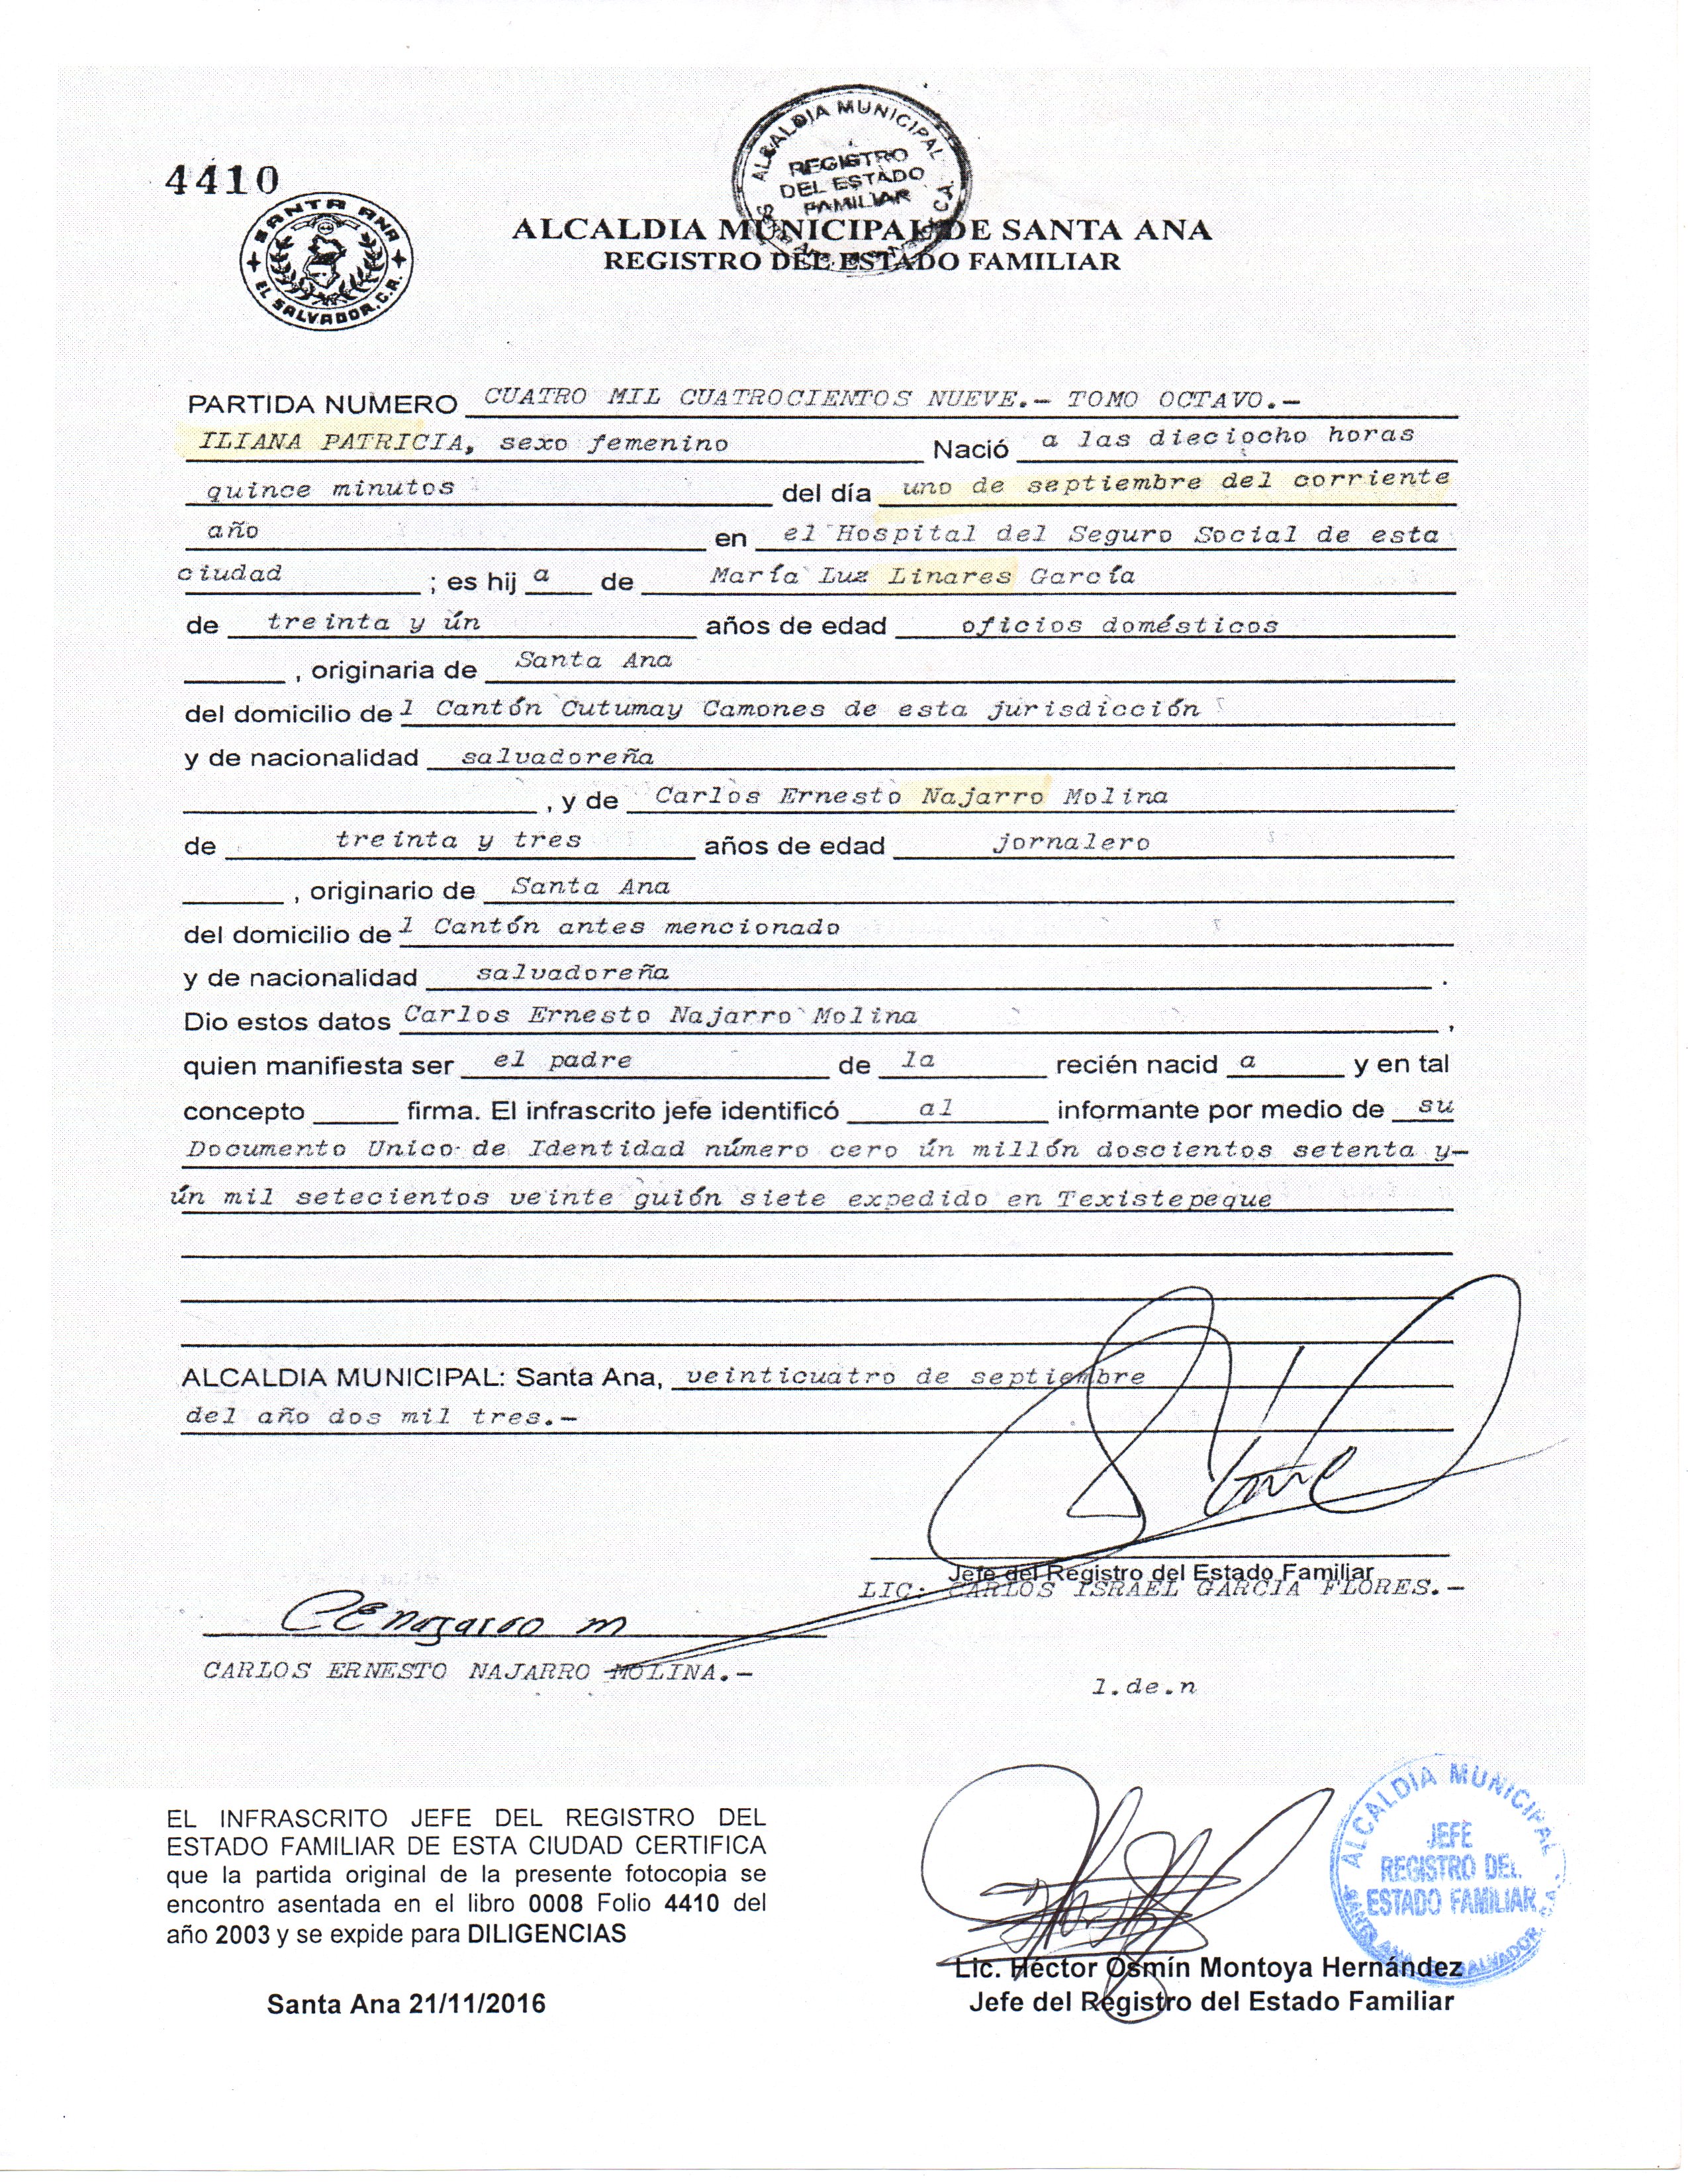 4410
ALCALDIA MUNICIPAL
REGISTRO
DEL ESTADO
FAMILIAR
SANTA ANA
EL SALVADOR, C.A.
ALCALDIA MUNICIPAL DE SANTA ANA
REGISTRO DEL ESTADO FAMILIAR
PARTIDA NUMERO CUATRO MIL CUATROCIENTOS NUEVE.- TOMO OCTAVO.-
ILIANA PATRICIA, sexo femenino Nació a las dieciocho horas
quince minutos del día uno de septiembre del corriente
año en el Hospital del Seguro Social de esta
ciudad ; es hij a de María Luz Linares García
de treinta y ún años de edad oficios domésticos
, originaria de Santa Ana
del domicilio de l Cantón Cutumay Camones de esta jurisdicción
y de nacionalidad salvadoreña
, y de Carlos Ernesto Najarro Molina
de treinta y tres años de edad jornalero
, originario de Santa Ana
del domicilio de l Cantón antes mencionado
y de nacionalidad salvadoreña .
Dio estos datos Carlos Ernesto Najarro Molina ,
quien manifiesta ser el padre de la recién nacid a y en tal
concepto firma. El infrascrito jefe identificó al informante por medio de su
Documento Unico de Identidad número cero ún millón doscientos setenta y-
ún mil setecientos veinte guión siete expedido en Texistepeque
ALCALDIA MUNICIPAL: Santa Ana, veinticuatro de septiembre
del año dos mil tres.-
Jefe del Registro del Estado Familiar
LIC: CARLOS ISRAEL GARCIA FLORES.-
CENajarro m
CARLOS ERNESTO NAJARRO MOLINA.-
l.de.n
EL INFRASCRITO JEFE DEL REGISTRO DEL
ESTADO FAMILIAR DE ESTA CIUDAD CERTIFICA
que la partida original de la presente fotocopia se
encontro asentada en el libro 0008 Folio 4410 del
año 2003 y se expide para DILIGENCIAS
Santa Ana 21/11/2016
ALCALDIA MUNICIPAL
JEFE
REGISTRO DEL
ESTADO FAMILIAR
SANTA ANA EL SALVADOR
Lic. Héctor Osmín Montoya Hernández
Jefe del Registro del Estado Familiar